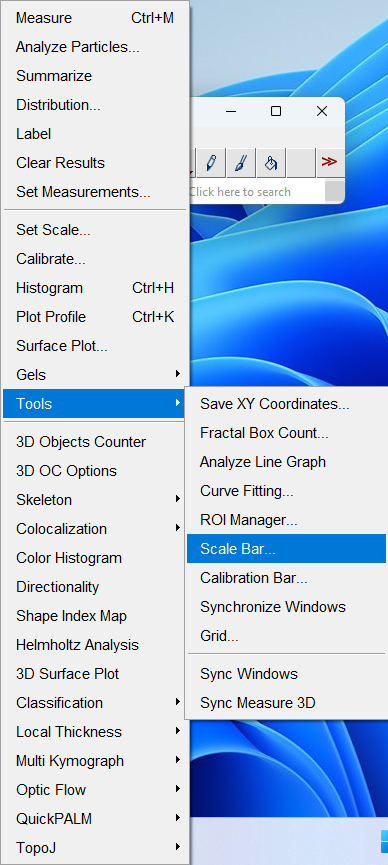 Measure Ctrl+M
Analyze Particles...
Summarize
Distribution...
Label
Clear Results
Set Measurements...
Click here to search
Set Scale...
Calibrate...
Histogram Ctrl+H
Plot Profile Ctrl+K
Surface Plot...
Gels
Tools
3D Objects Counter
3D OC Options
Skeleton
Colocalization
Color Histogram
Directionality
Shape Index Map
Helmholtz Analysis
3D Surface Plot
Classification
Local Thickness
Multi Kymograph
Optic Flow
QuickPALM
TopoJ
Save XY Coordinates...
Fractal Box Count...
Analyze Line Graph
Curve Fitting...
ROI Manager...
Scale Bar...
Calibration Bar...
Synchronize Windows
Grid...
Sync Windows
Sync Measure 3D